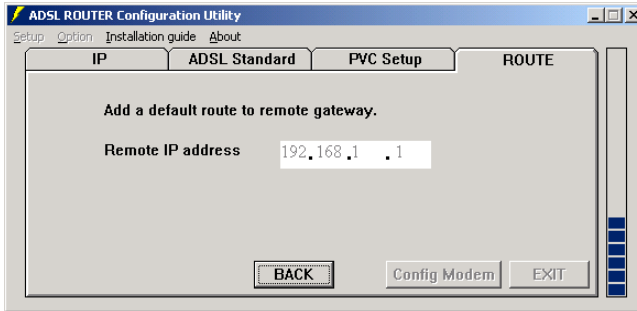 ADSL ROUTER Configuration Utility
Setup Option Installation guide About
IP ADSL Standard PVC Setup ROUTE
Add a default route to remote gateway.
Remote IP address 192.168.1 .1
BACK Config Modem EXIT